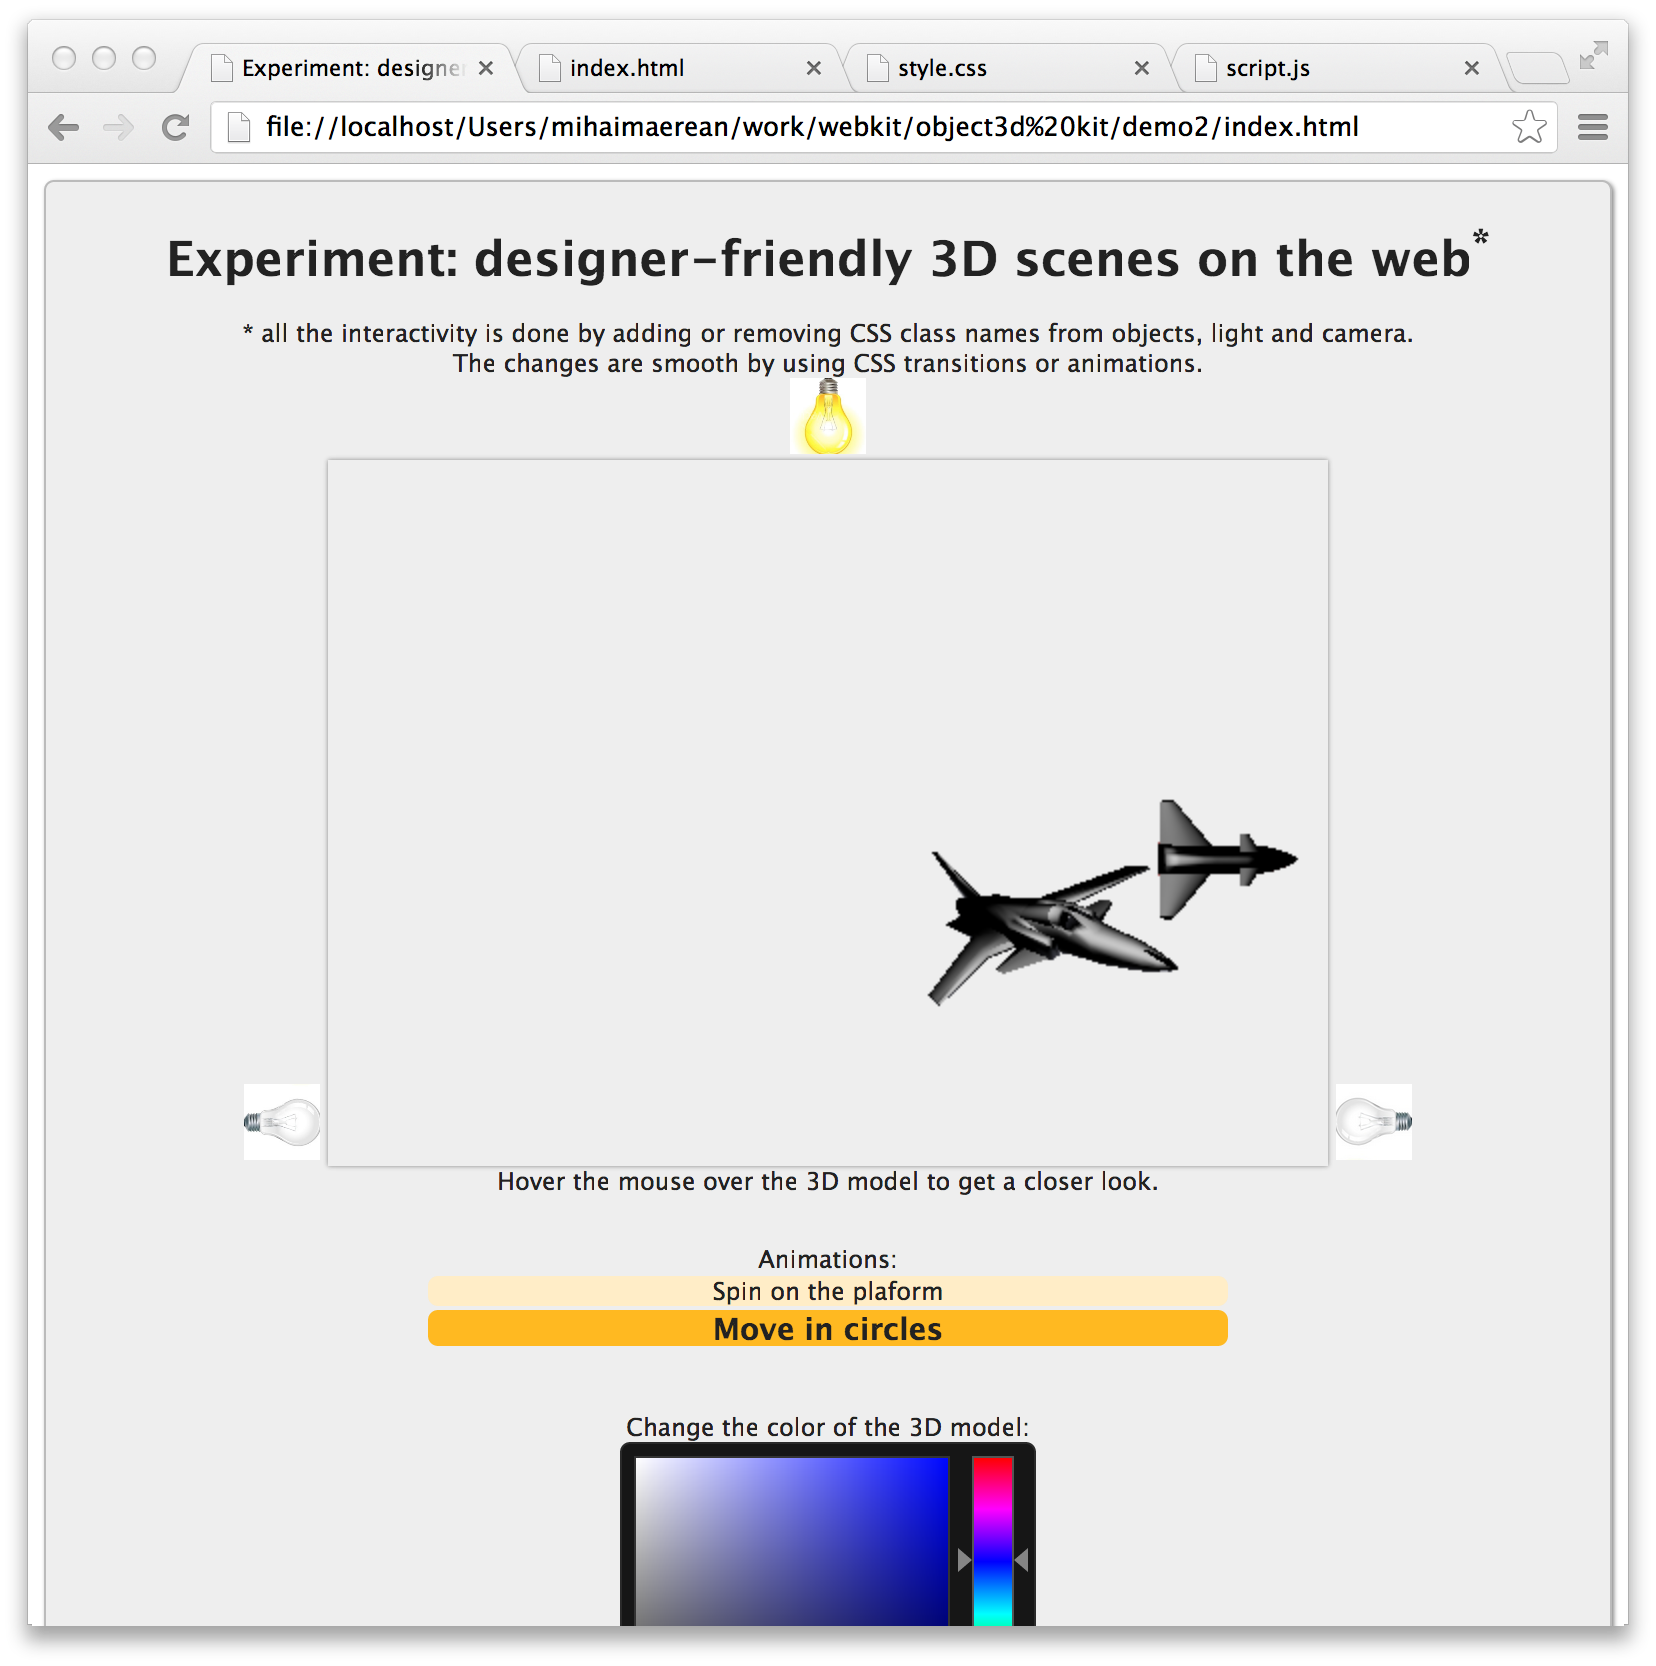 Experiment: designe
index.html
style.css
script.js
file://localhost/Users/mihaimaerean/work/webkit/object3d%20kit/demo2/index.html
Experiment: designer-friendly 3D scenes on the web*
* all the interactivity is done by adding or removing CSS class names from objects, light and camera.
The changes are smooth by using CSS transitions or animations.
Hover the mouse over the 3D model to get a closer look.
Animations:
Spin on the plaform
Move in circles
Change the color of the 3D model: